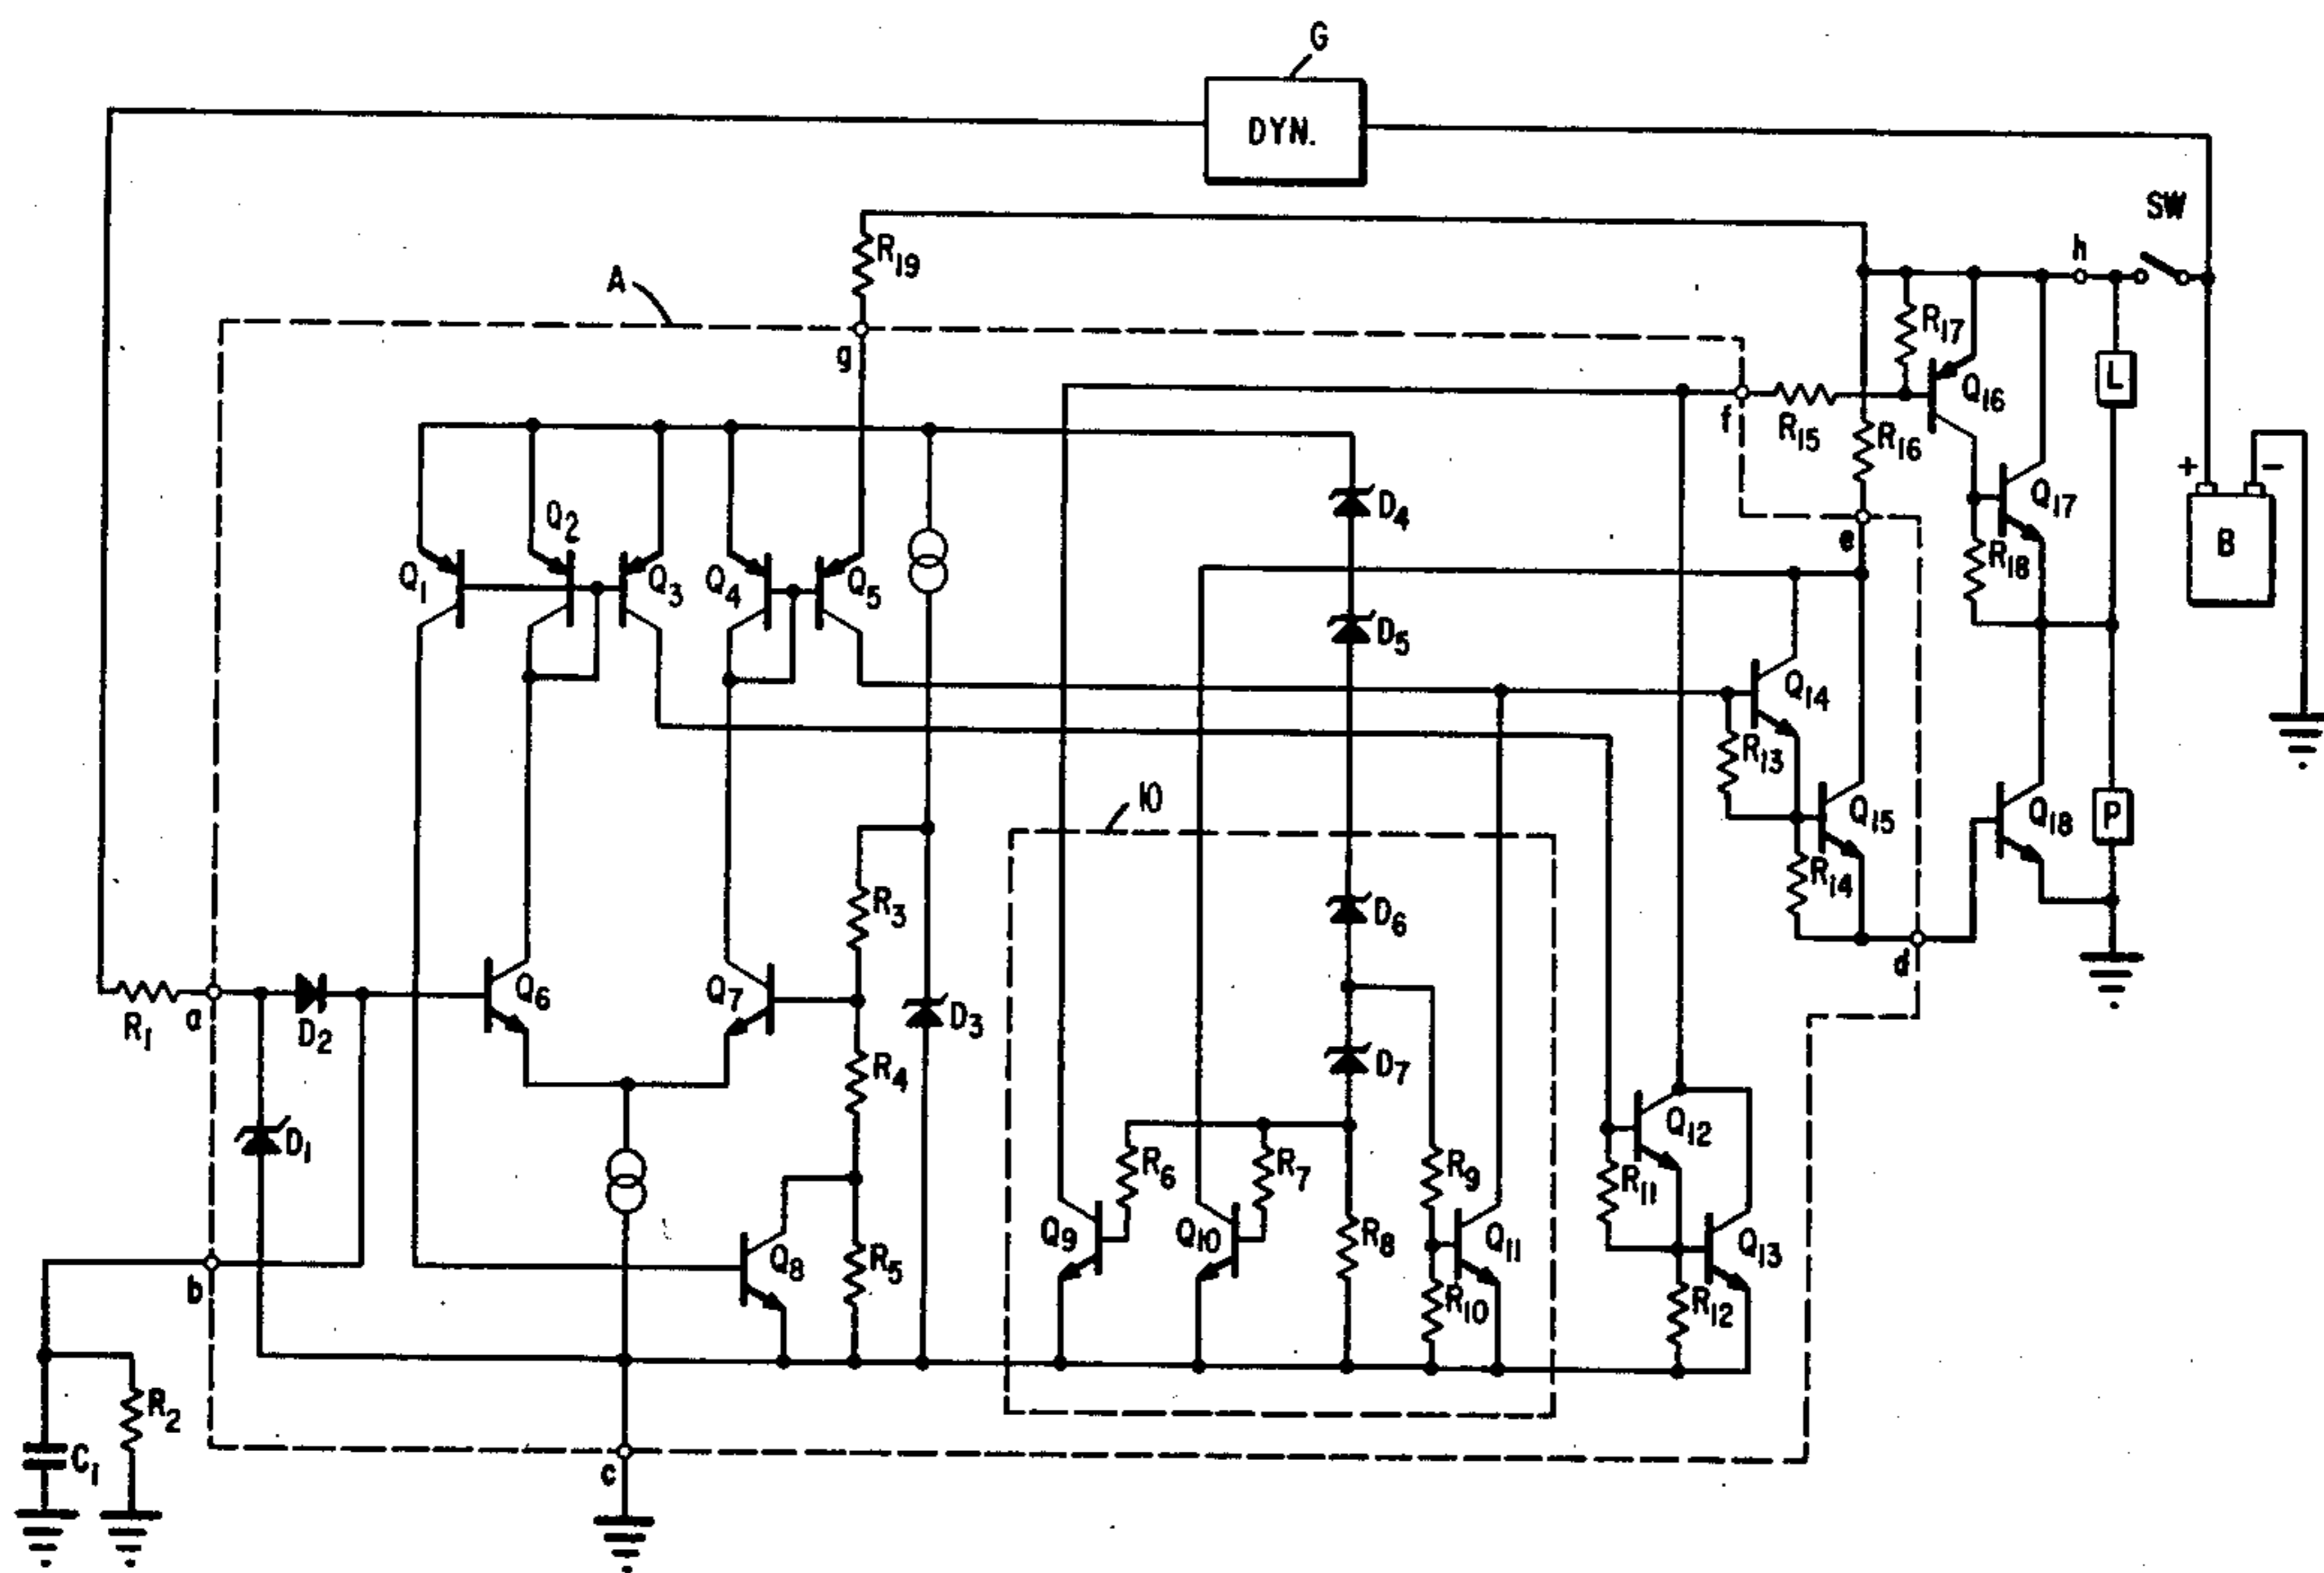 G
DYN.
SW
h
R19
A
g
R17
Q16
f
R15
R16
L
+
−
B
D4
Q17
e
R18
Q2
Q1
Q3
Q4
Q5
D5
Q14
R13
10
Q15
Q18
P
R14
R3
D6
d
R1
a
D2
Q6
Q7
D3
R4
D7
D1
Q12
R6
R7
R9
R11
Q9
Q10
R8
Q11
Q13
Q8
R5
R10
R12
b
R2
C1
c